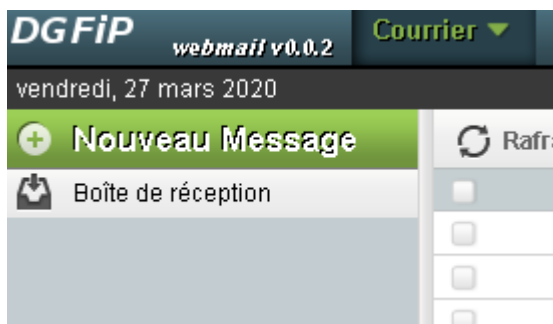 DGFiP webmail v0.0.2 Courrier
vendredi, 27 mars 2020
Nouveau Message
Boîte de réception